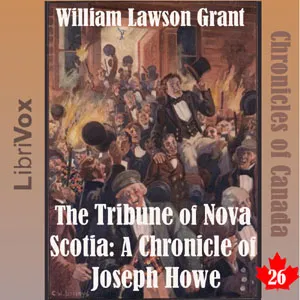 William Lawson Grant
LibriVox
Chronicles of Canada
The Tribune of Nova
Scotia: A Chronicle of
Joseph Howe
26